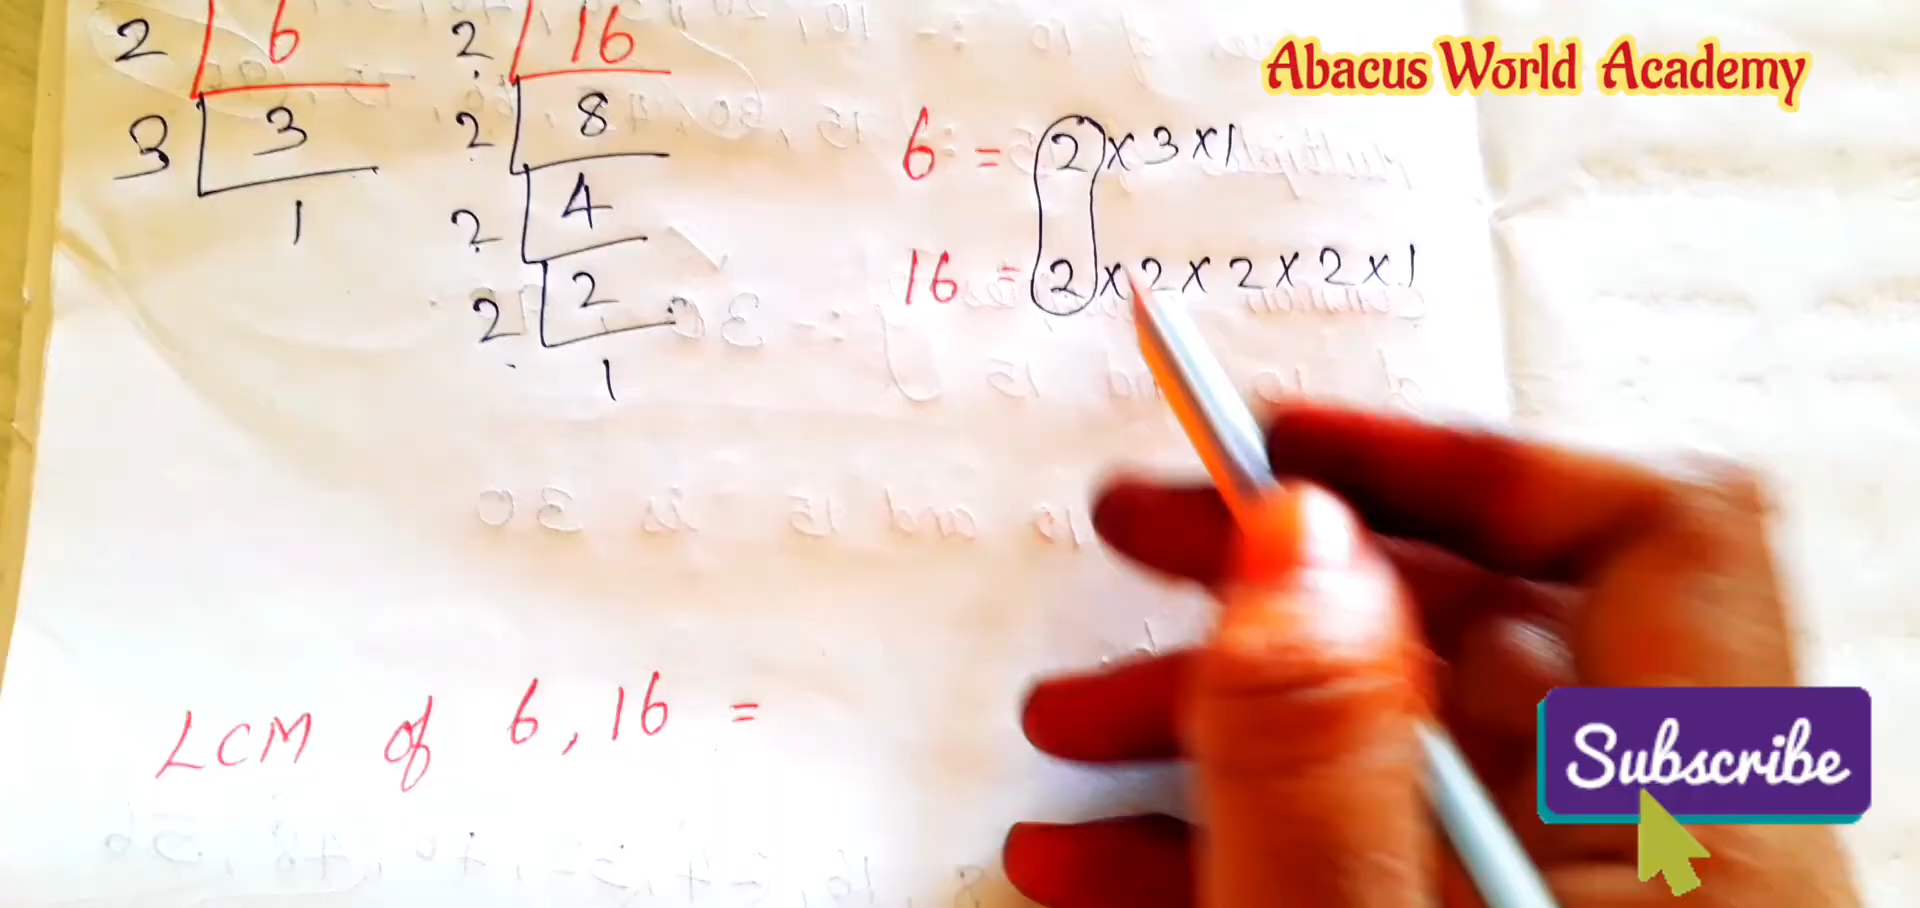 Abacus World Academy
2 6
3 3
1
2 16
2 8
2 4
2 2
1
6 = 2 x 3 x 1
16 = 2 x 2 x 2 x 2 x 1
LCM of 6, 16 =
Subscribe